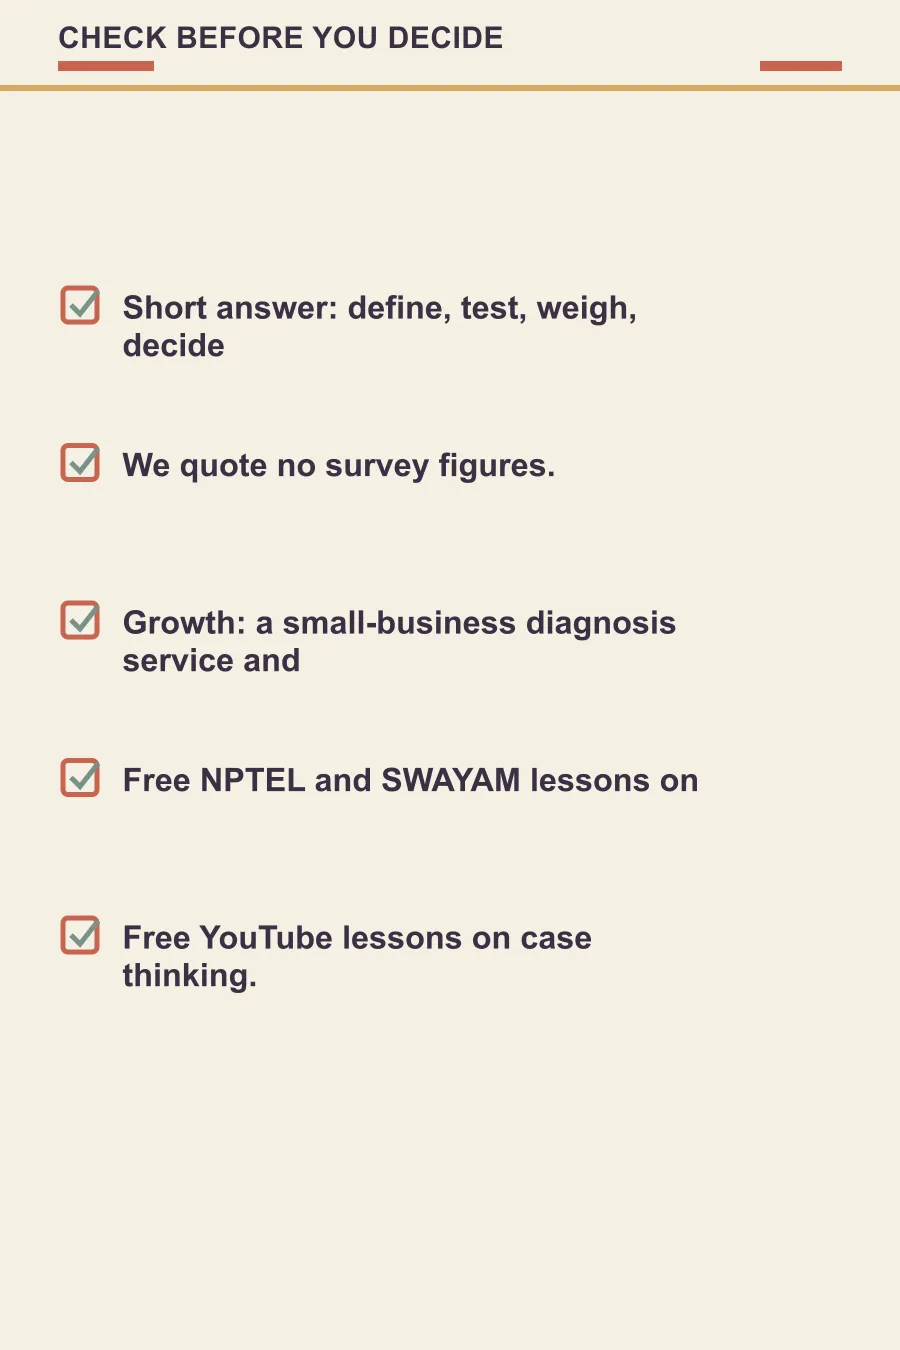 CHECK BEFORE YOU DECIDE
Short answer: define, test, weigh,
decide
We quote no survey figures.
Growth: a small-business diagnosis
service and
Free NPTEL and SWAYAM lessons on
Free YouTube lessons on case
thinking.